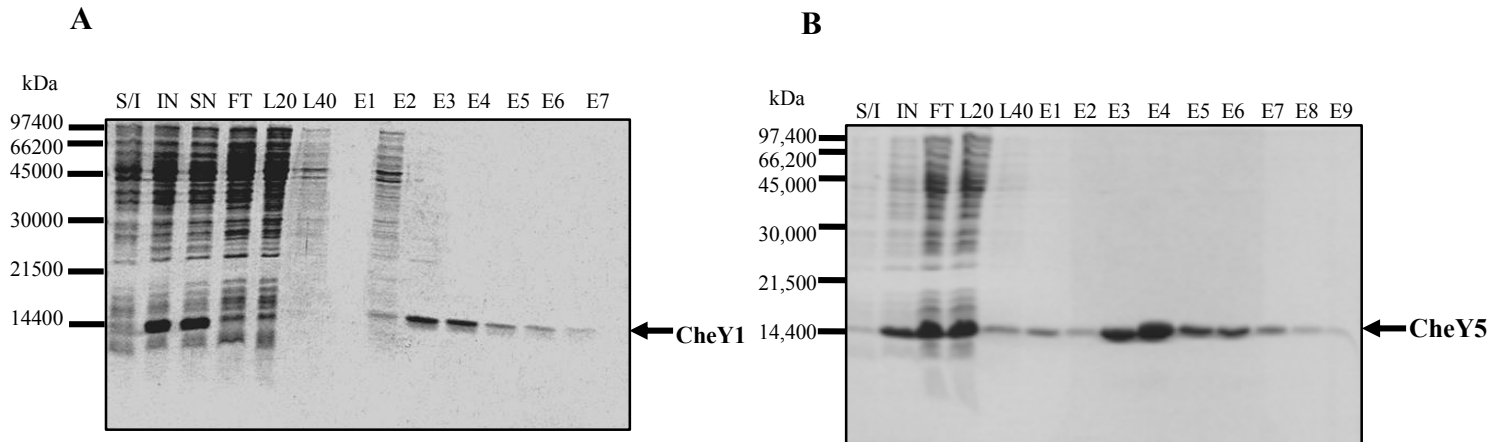 A
kDa
S/I IN SN FT L20 L40 E1 E2 E3 E4 E5 E6 E7
97400
66200
45000
30000
21500
14400
CheY1
B
kDa
S/I IN FT L20 L40 E1 E2 E3 E4 E5 E6 E7 E8 E9
97,400
66,200
45,000
30,000
21,500
14,400
CheY5